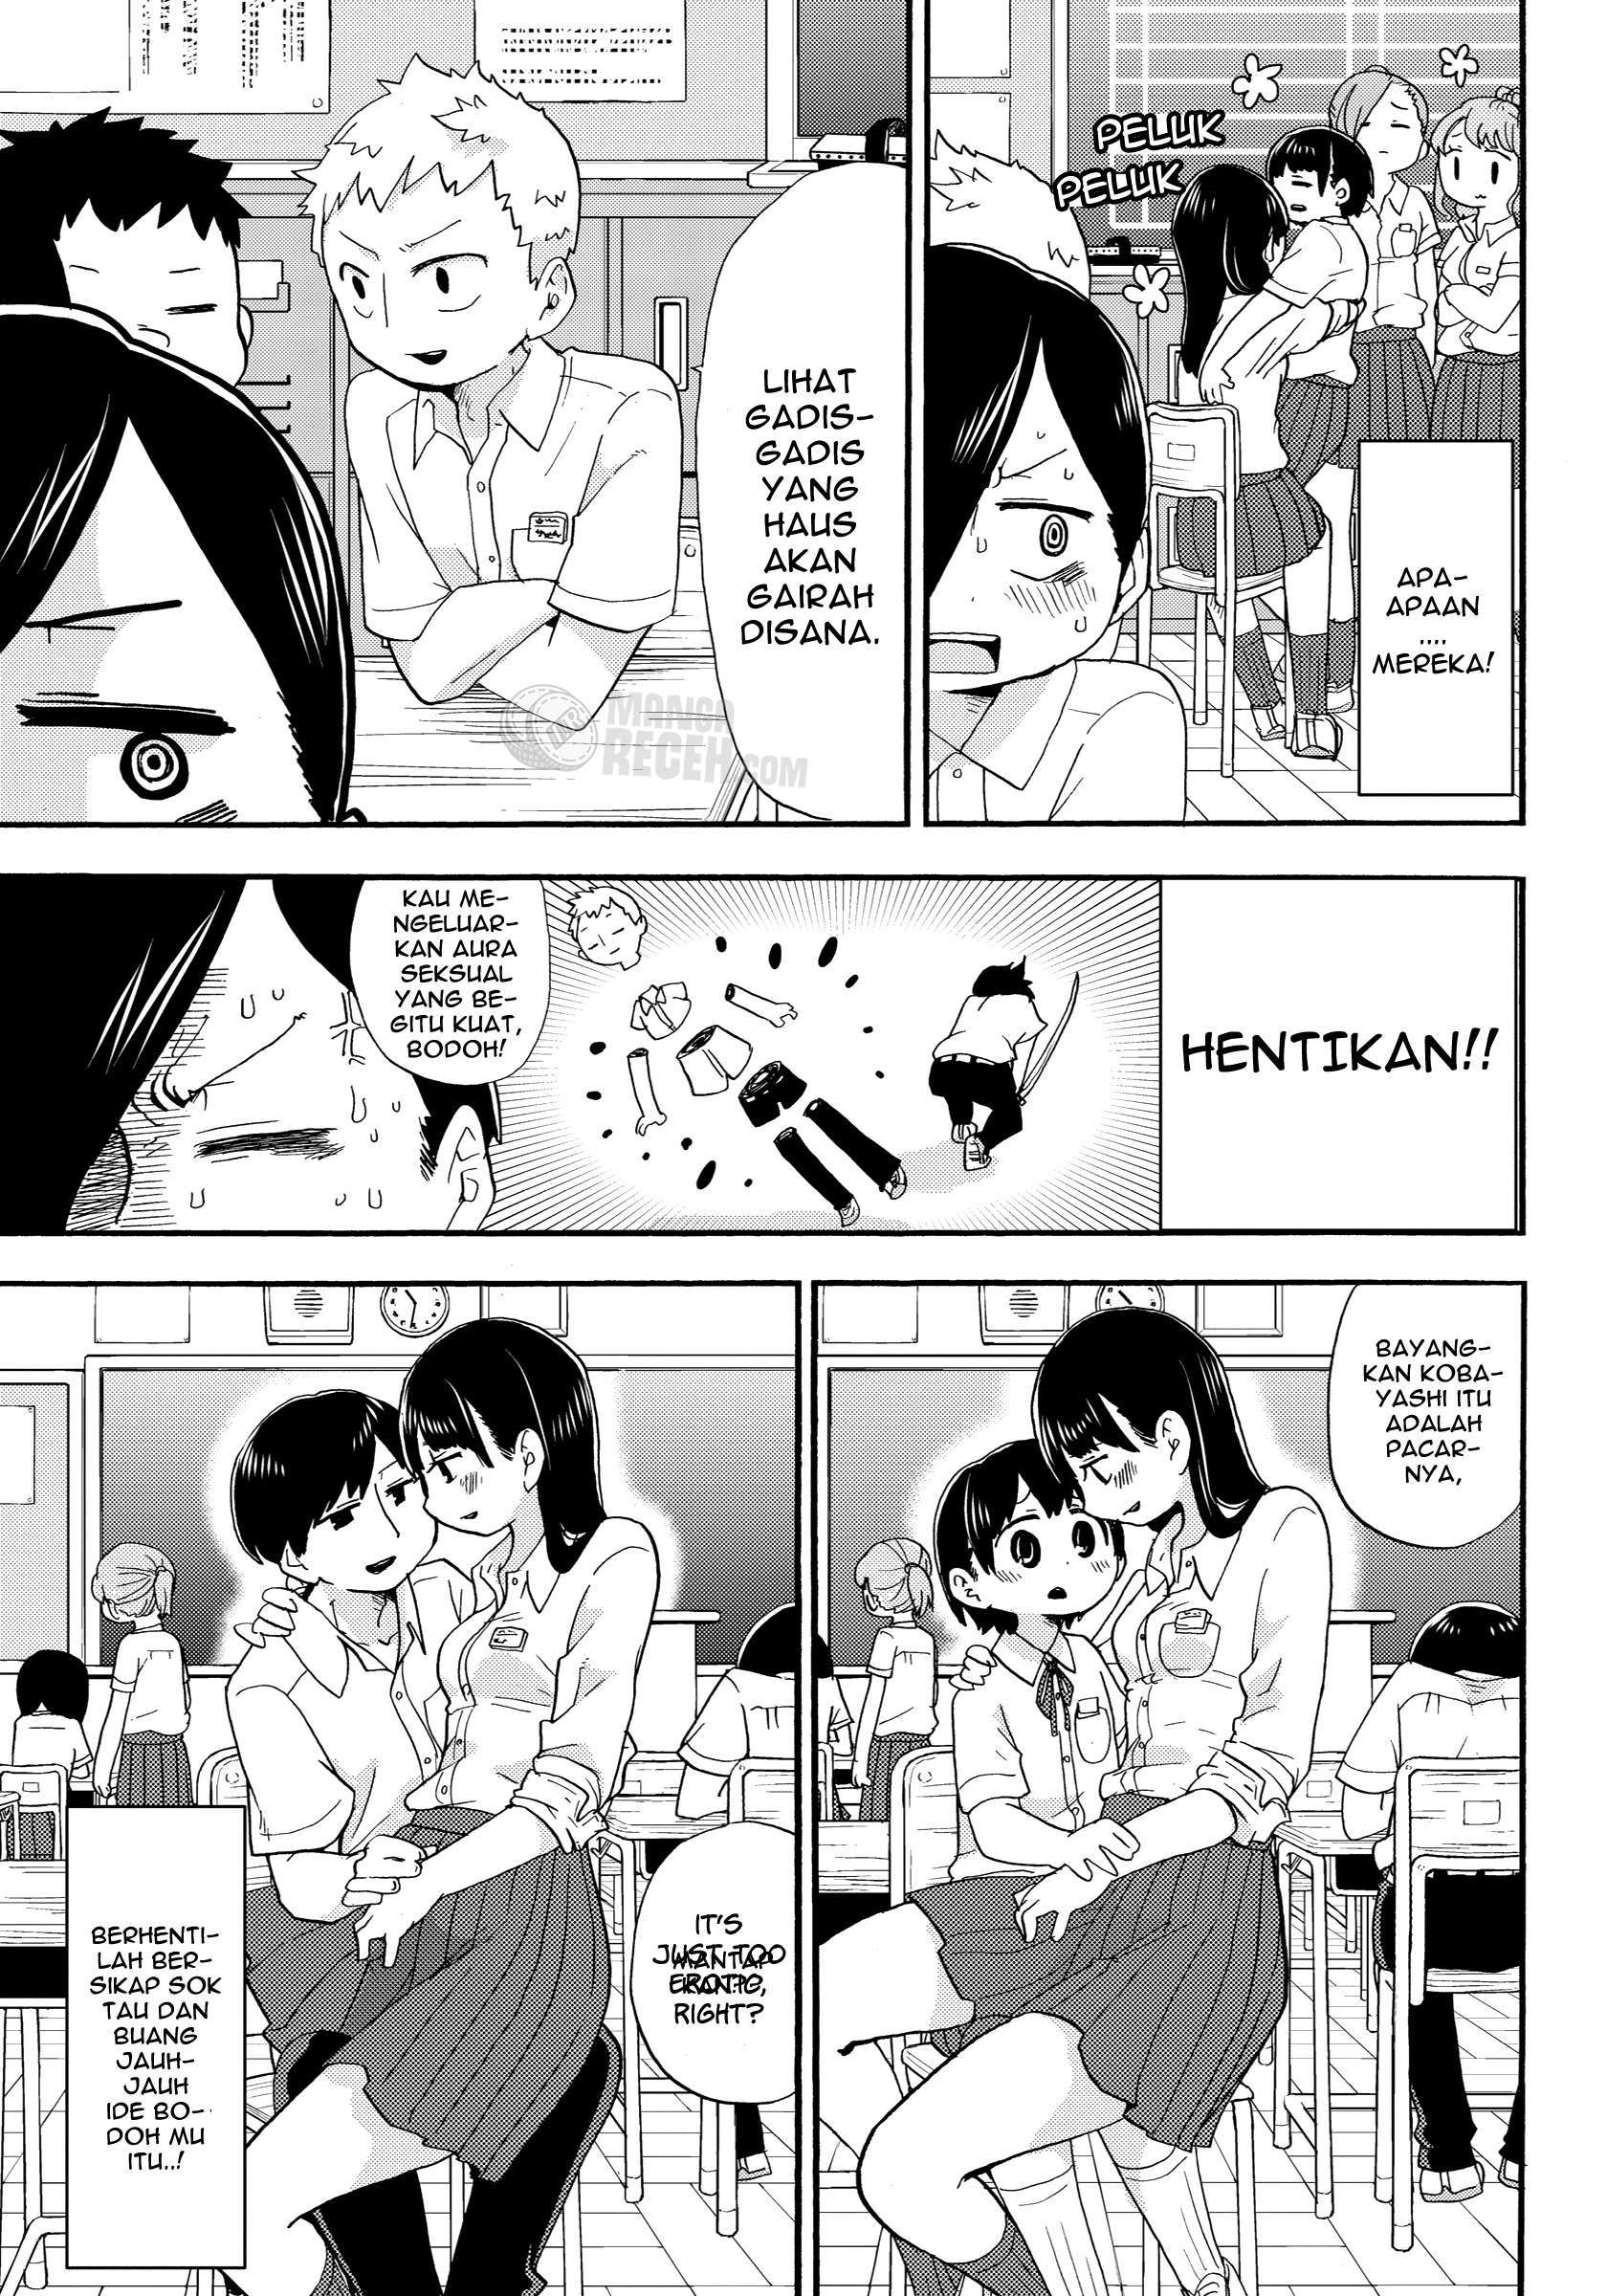 PELUK
PELUK
APA-
APAAN
....
MEREKA!
LIHAT
GADIS-
GADIS
YANG
HAUS
AKAN
GAIRAH
DISANA.
MANGA
RECEH.COM
HENTIKAN!!
KAU ME-
NGELUAR-
KAN AURA
SEKSUAL
YANG BE-
GITU KUAT,
BODOH!
BAYANG-
KAN KOBA-
YASHI ITU
ADALAH
PACAR-
NYA,
IT'S
JUST TOO
MANTAP
EROTIC,
RIGHT?
BERHENTI-
LAH BER-
SIKAP SOK
TAU DAN
BUANG
JAUH-
JAUH
IDE BO-
DOH MU
ITU..!